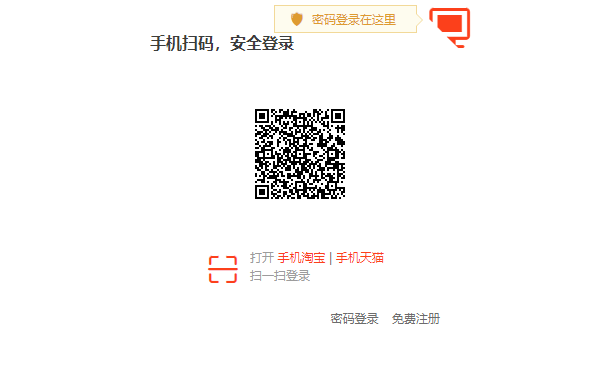 密码登录在这里
手机扫码，安全登录
打开 手机淘宝 | 手机天猫
扫一扫登录
密码登录 免费注册